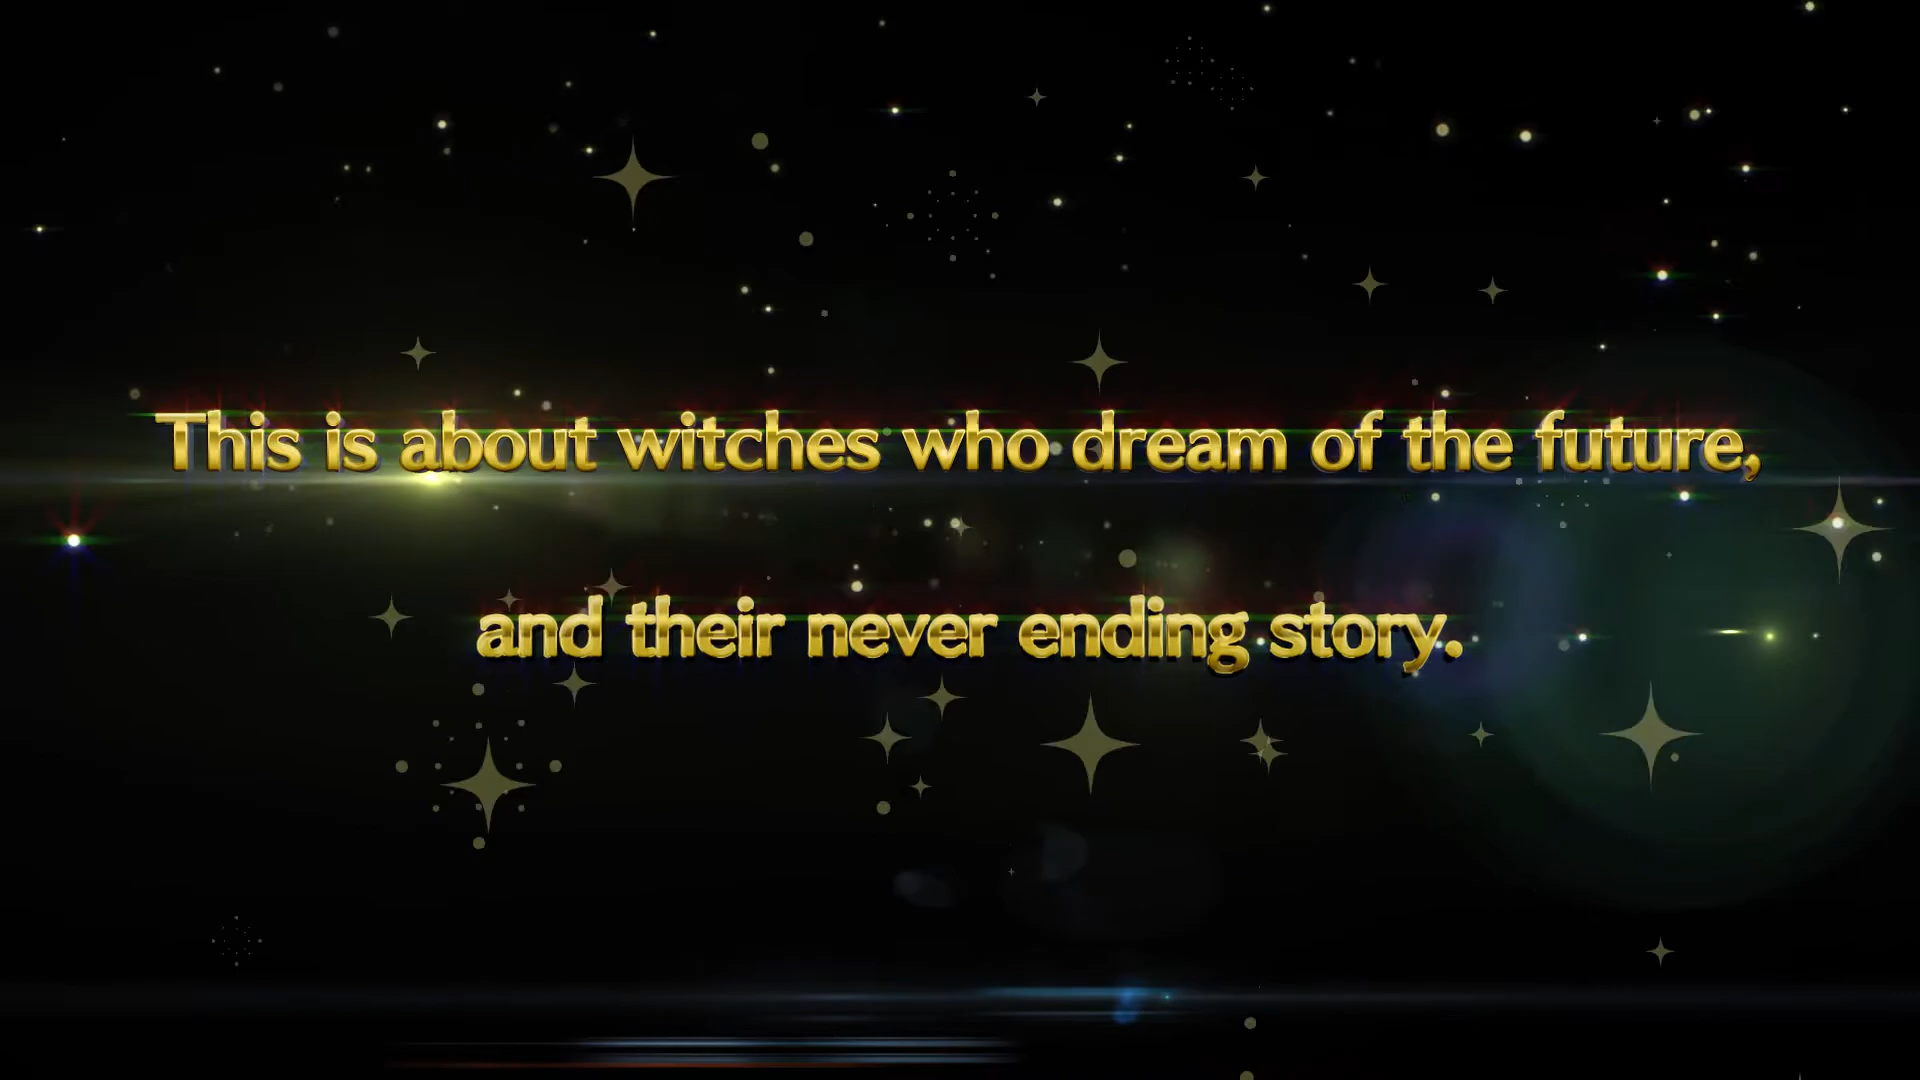 This is about witches who dream of the future,
and their never ending story.